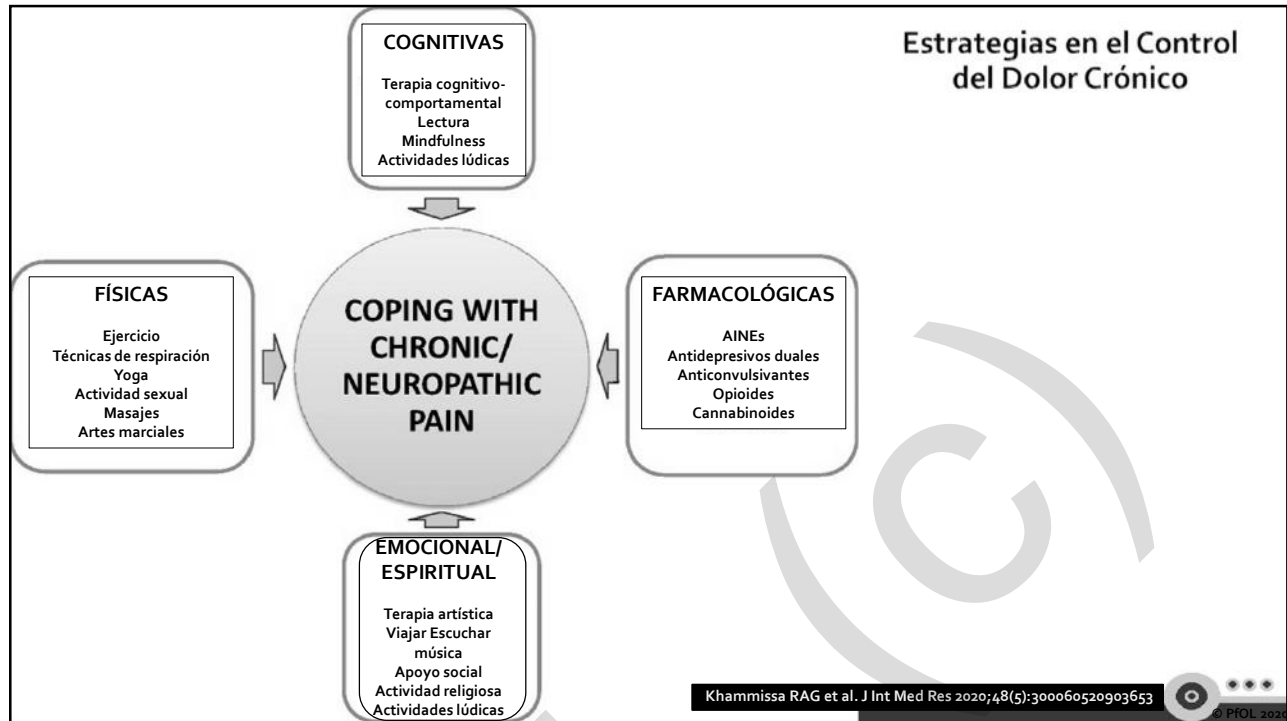 Estrategias en el Control
del Dolor Crónico
COGNITIVAS
Terapia cognitivo-
comportamental
Lectura
Mindfulness
Actividades lúdicas
FÍSICAS
Ejercicio
Técnicas de respiración
Yoga
Actividad sexual
Masajes
Artes marciales
COPING WITH
CHRONIC/
NEUROPATHIC
PAIN
FARMACOLÓGICAS
AINEs
Antidepresivos duales
Anticonvulsivantes
Opioides
Cannabinoides
EMOCIONAL/
ESPIRITUAL
Terapia artística
Viajar Escuchar
música
Apoyo social
Actividad religiosa
Actividades lúdicas
(C)
Khammissa RAG et al. J Int Med Res 2020;48(5):300060520903653
© PfOL